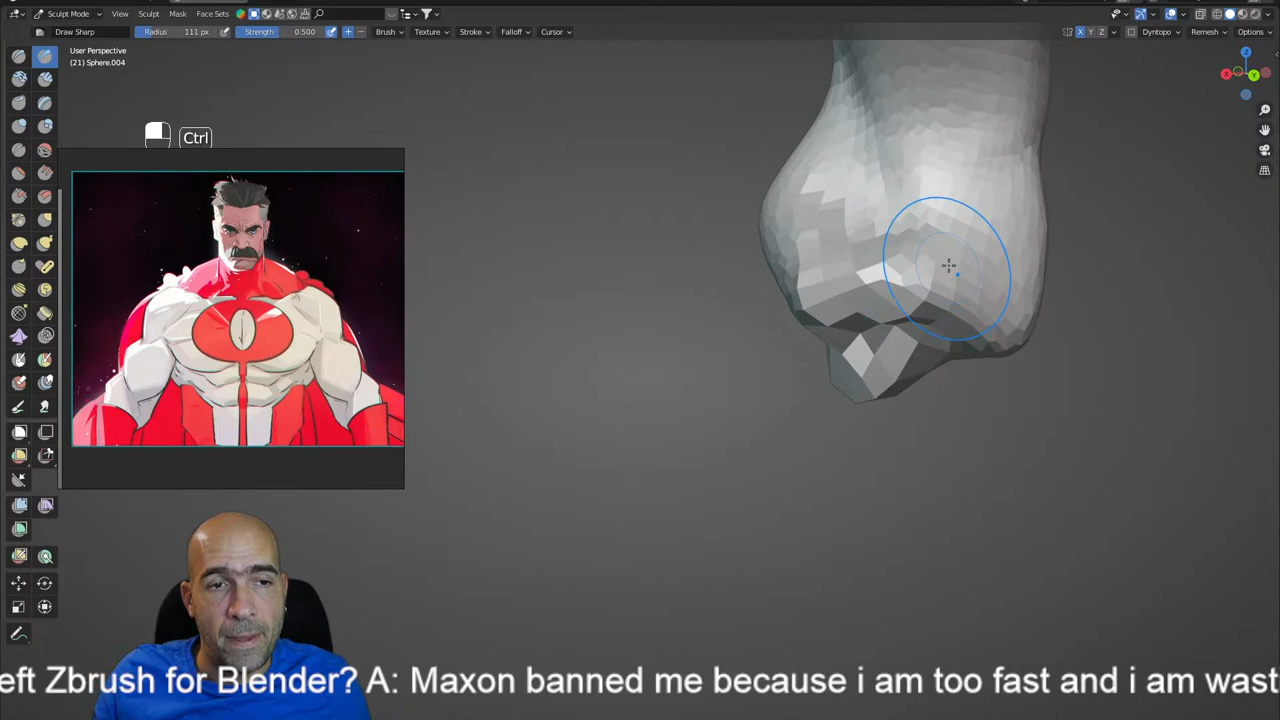 Sculpt Mode View Sculpt Mask Face Sets
Draw Sharp Radius 111 px Strength 0.500 Brush Texture Stroke Falloff Cursor X Y Z Dyntopo Remesh Options
User Perspective
(21) Sphere.004
Z
X Y
Ctrl
eft Zbrush for Blender? A: Maxon banned me because i am too fast and i am wast